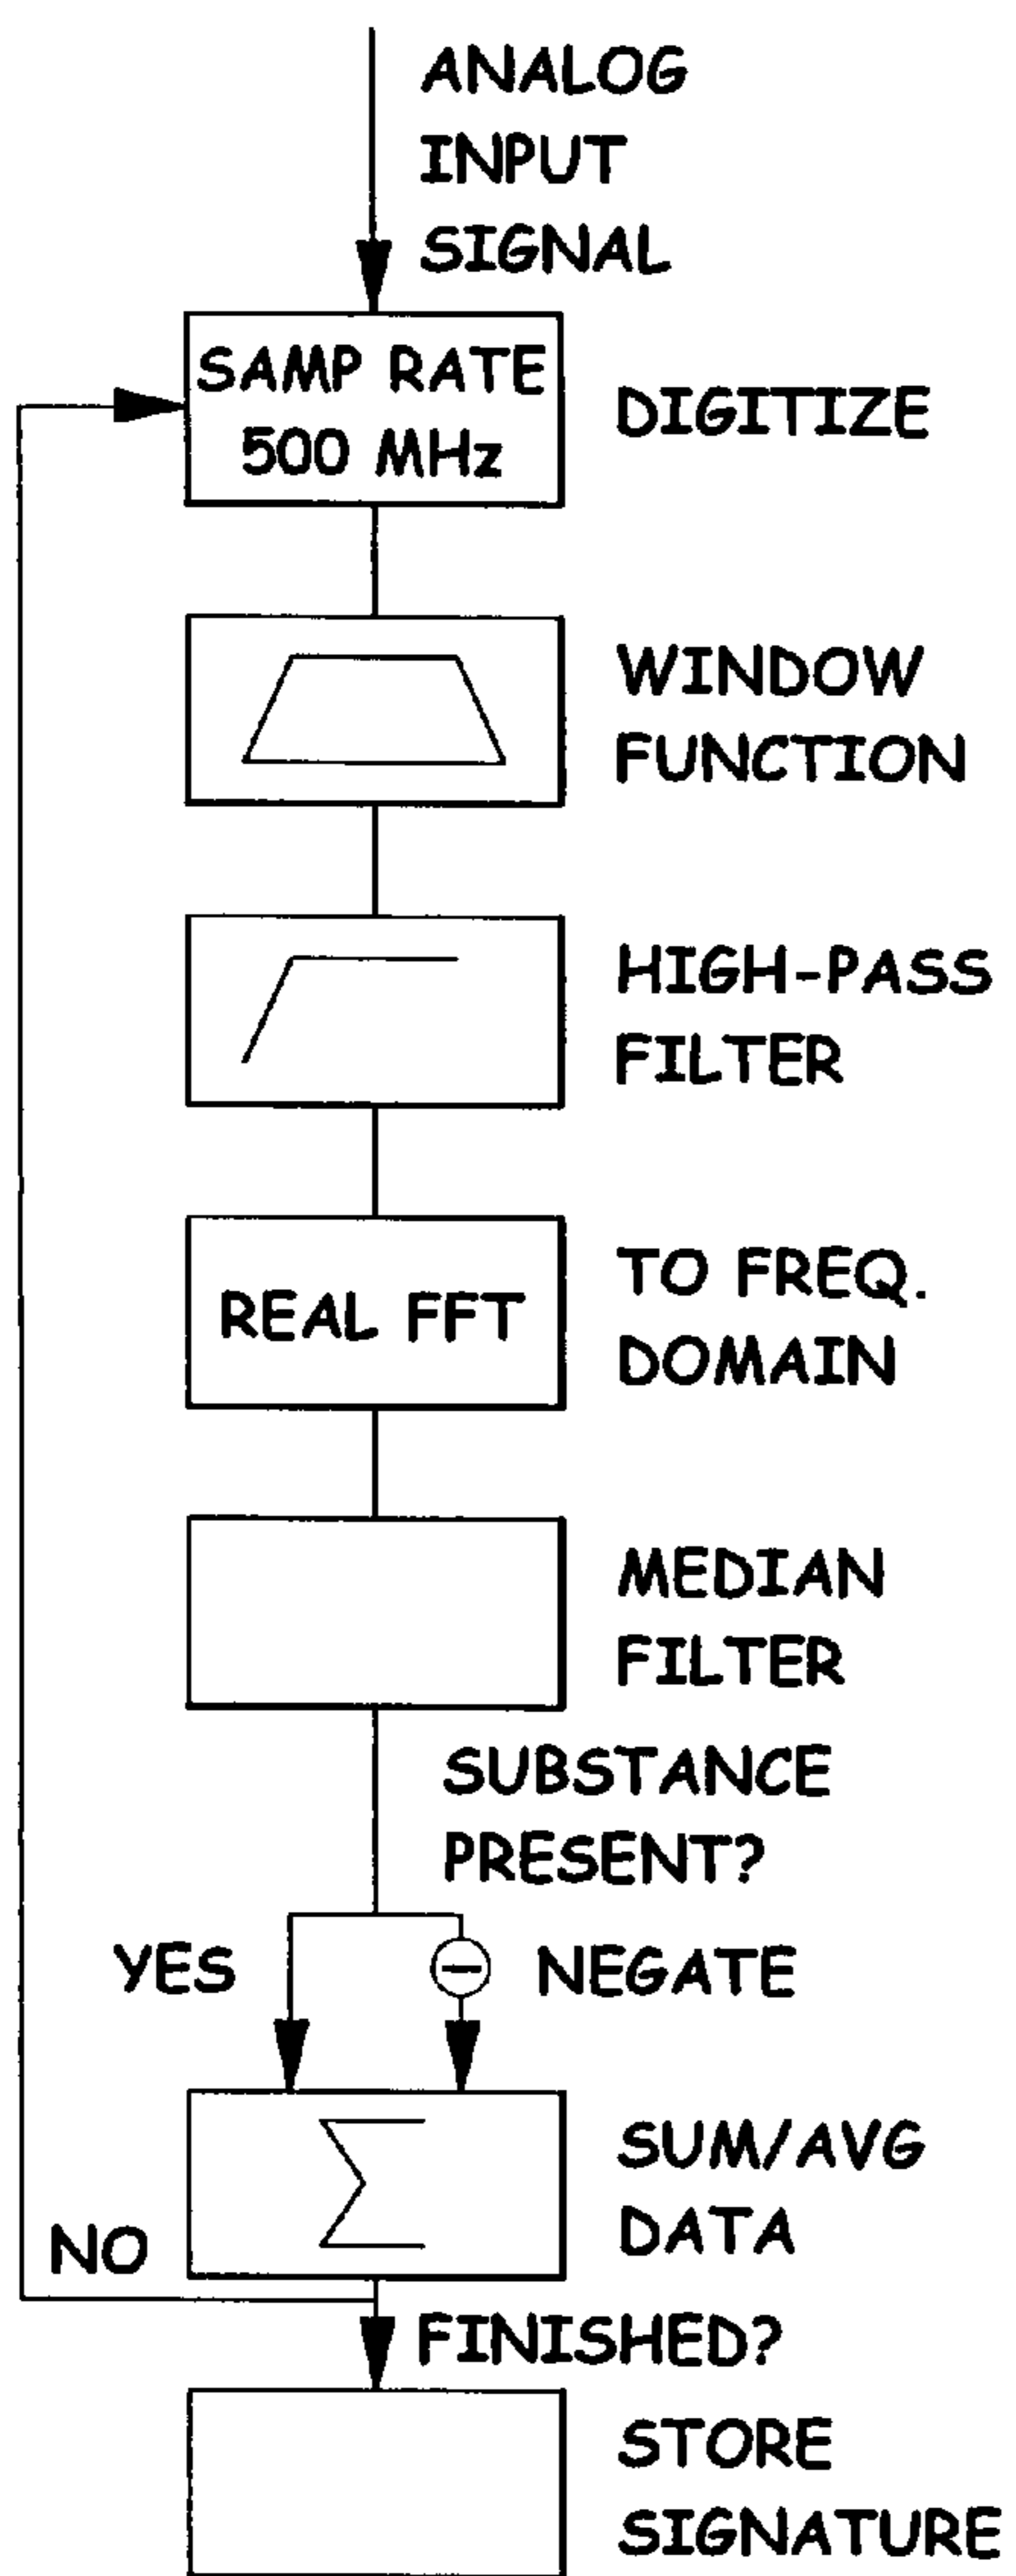 ANALOG
INPUT
SIGNAL
SAMP RATE
500 MHz
DIGITIZE
WINDOW
FUNCTION
HIGH-PASS
FILTER
REAL FFT
TO FREQ.
DOMAIN
MEDIAN
FILTER
SUBSTANCE
PRESENT?
YES
NEGATE
SUM/AVG
DATA
NO
FINISHED?
STORE
SIGNATURE